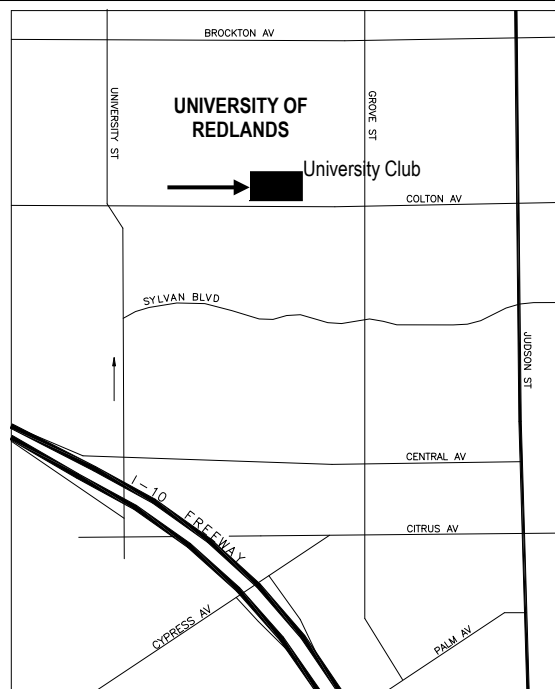 BROCKTON AV
UNIVERSITY ST
UNIVERSITY OF
REDLANDS
GROVE ST
University Club
COLTON AV
SYLVAN BLVD
JUDSON ST
CENTRAL AV
I-10 FREEWAY
CITRUS AV
CYPRESS AV
PALM AV